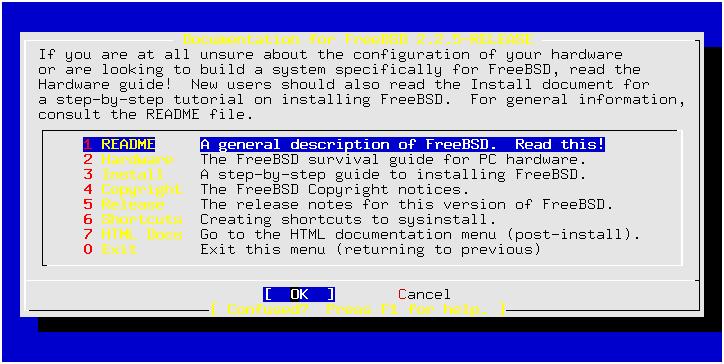 Documentation for FreeBSD 2.2.5-RELEASE
If you are at all unsure about the configuration of your hardware
or are looking to build a system specifically for FreeBSD, read the
Hardware guide!  New users should also read the Install document for
a step-by-step tutorial on installing FreeBSD.  For general information,
consult the README file.
1 README A general description of FreeBSD.  Read this!
2 Hardware The FreeBSD survival guide for PC hardware.
3 Install A step-by-step guide to installing FreeBSD.
4 Copyright The FreeBSD Copyright notices.
5 Release The release notes for this version of FreeBSD.
6 Shortcuts Creating shortcuts to sysinstall.
7 HTML Docs Go to the HTML documentation menu (post-install).
0 Exit Exit this menu (returning to previous)
[ OK ] Cancel
[ Confused?  Press F1 for help. ]